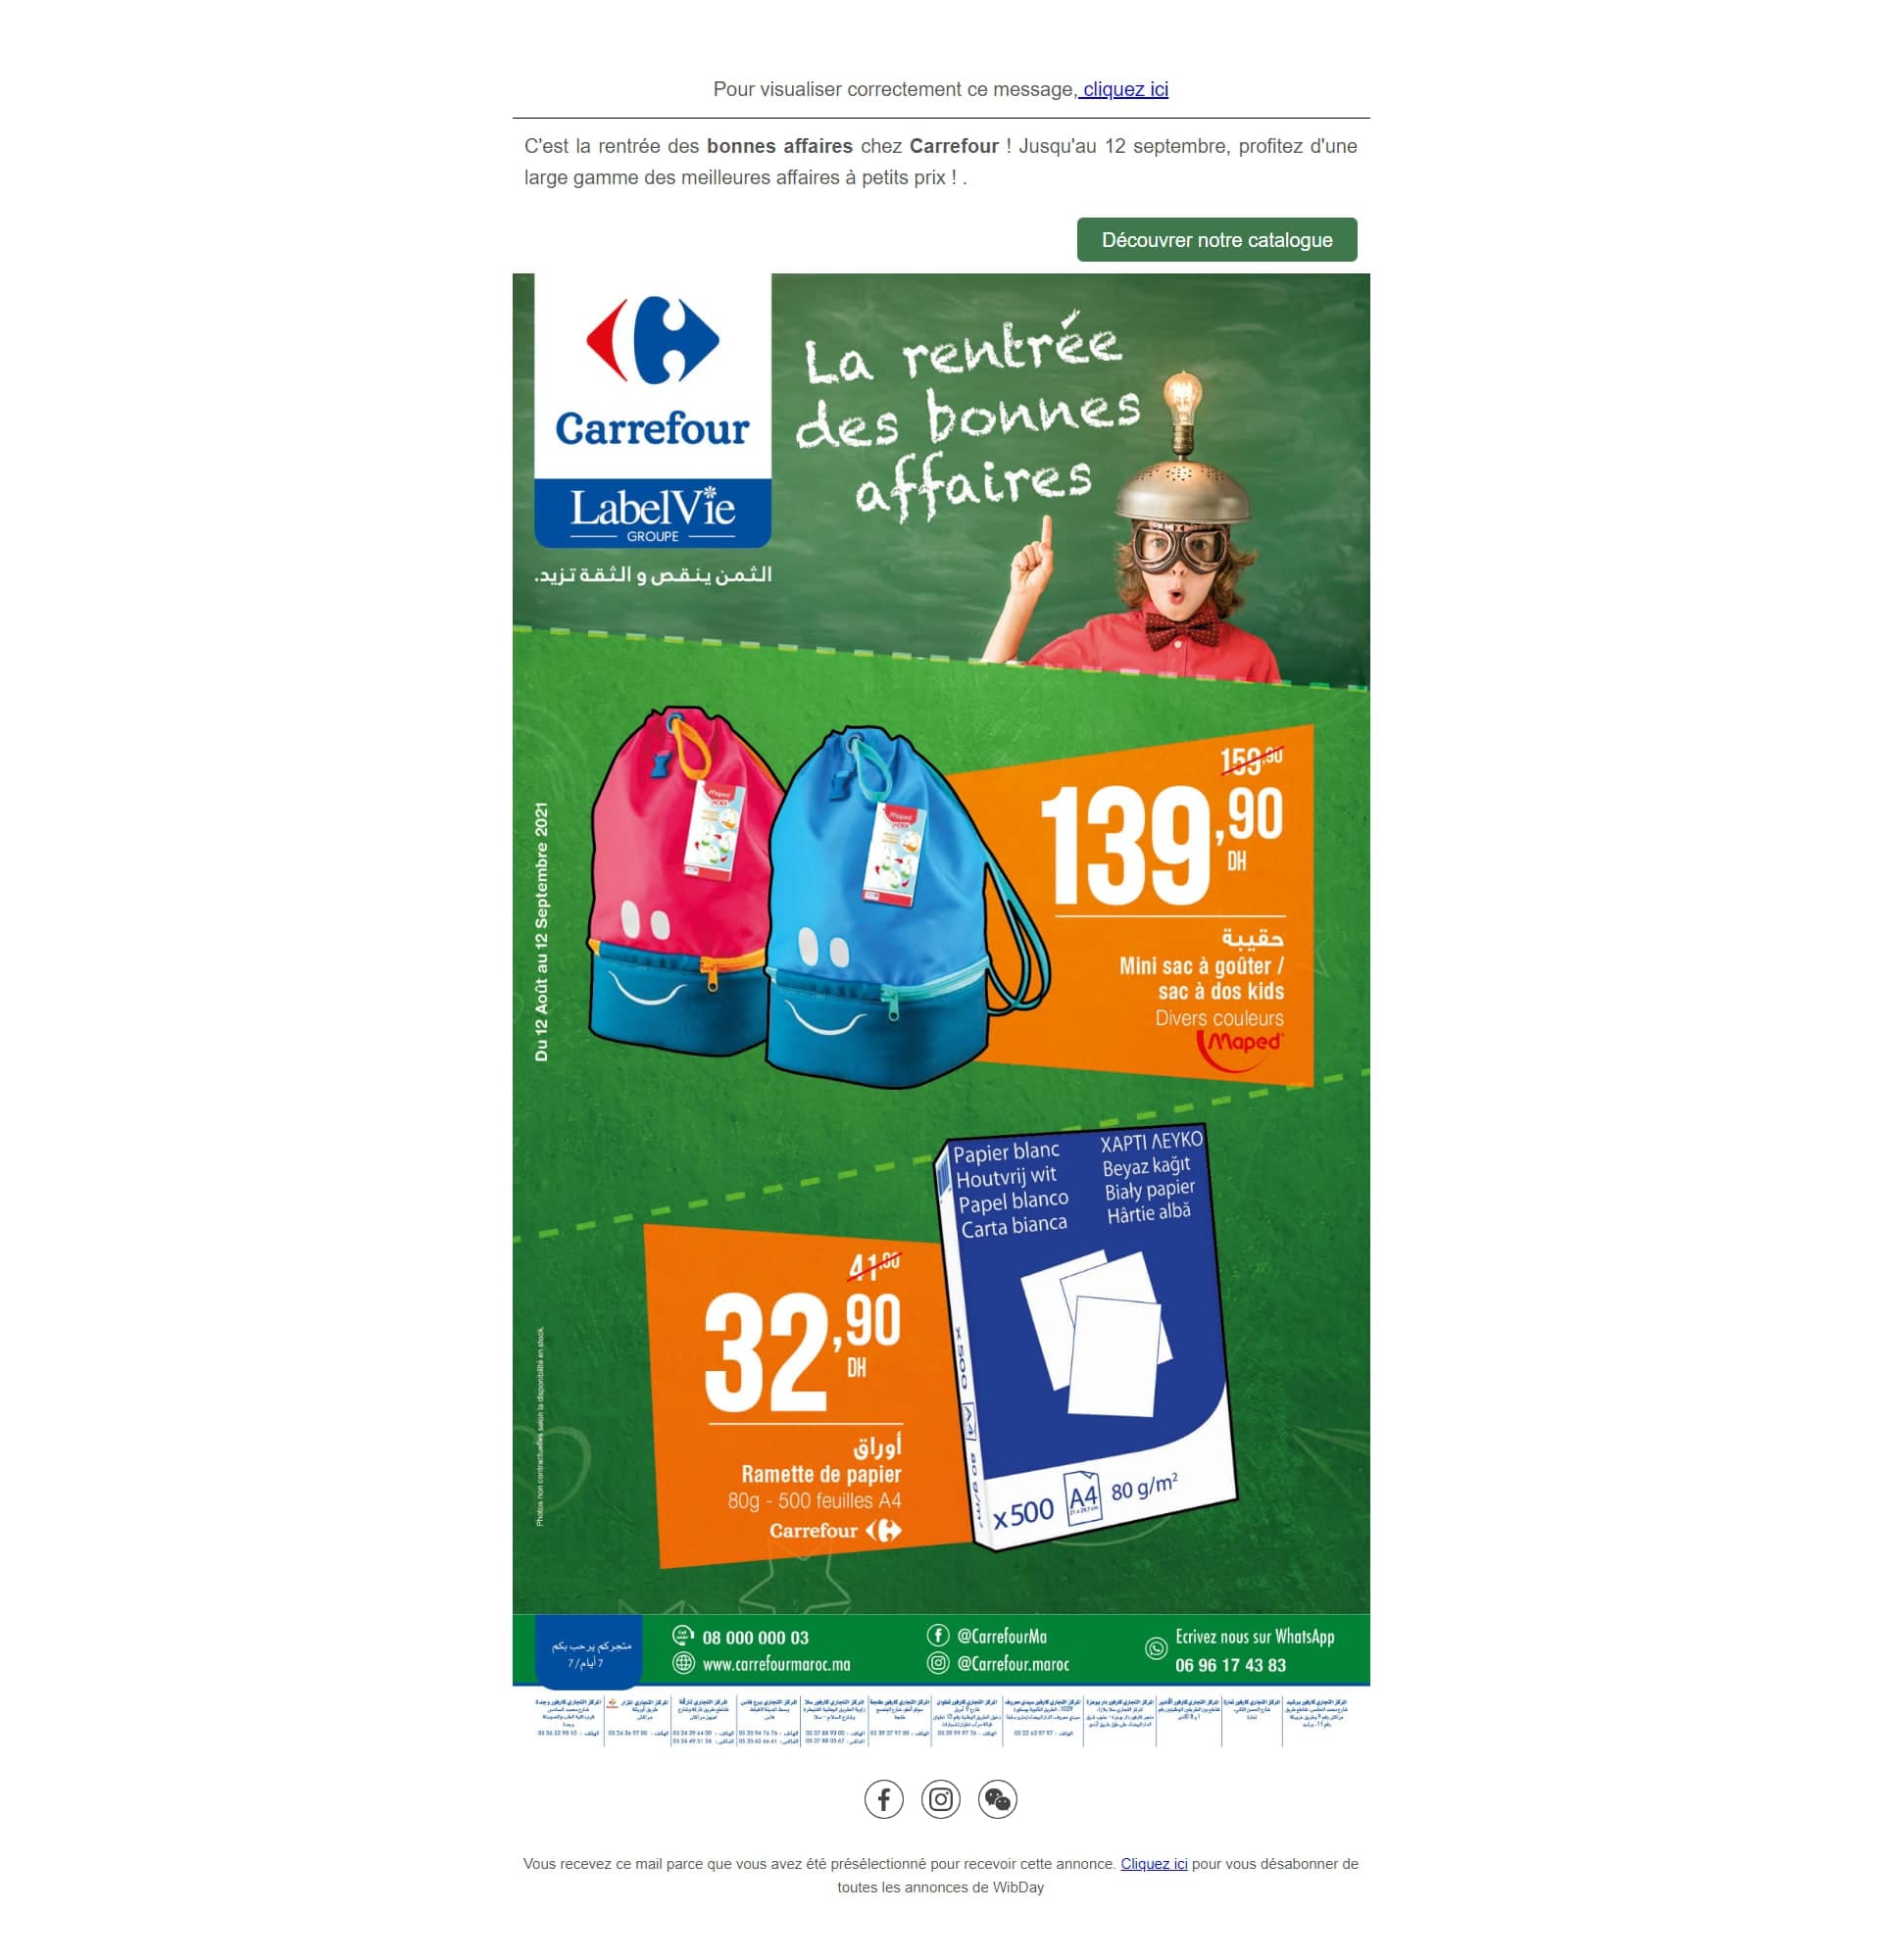 Pour visualiser correctement ce message, cliquez ici
C'est la rentrée des bonnes affaires chez Carrefour ! Jusqu'au 12 septembre, profitez d'une
large gamme des meilleures affaires à petits prix ! .
Découvrer notre catalogue
Carrefour
LabelVie
GROUPE
الثمن ينقص و الثقة تزيد.
La rentrée
des bonnes
affaires
Du 12 Août au 12 Septembre 2021
Maped
Maped
159,90
139,90
DH
حقيبة
Mini sac à goûter /
sac à dos kids
Divers couleurs
Maped
Papier blanc
Houtvrij wit
Papel blanco
Carta bianca
ΧΑΡΤΙ ΛΕΥΚΟ
Beyaz kağıt
Biały papier
Hârtie albă
x 500 A4 80 g/m²
x500 A4 80 g/m²
41,90
32,90
DH
أوراق
Ramette de papier
80g - 500 feuilles A4
Carrefour
Photos non contractuelles selon la disponibilité en stock.
متجركم يرحب بكم
7 أيام/ 7
08 000 000 03
www.carrefourmaroc.ma
@CarrefourMa
@Carrefour.maroc
Ecrivez nous sur WhatsApp
06 96 17 43 83
Vous recevez ce mail parce que vous avez été présélectionné pour recevoir cette annonce. Cliquez ici pour vous désabonner de
toutes les annonces de WibDay